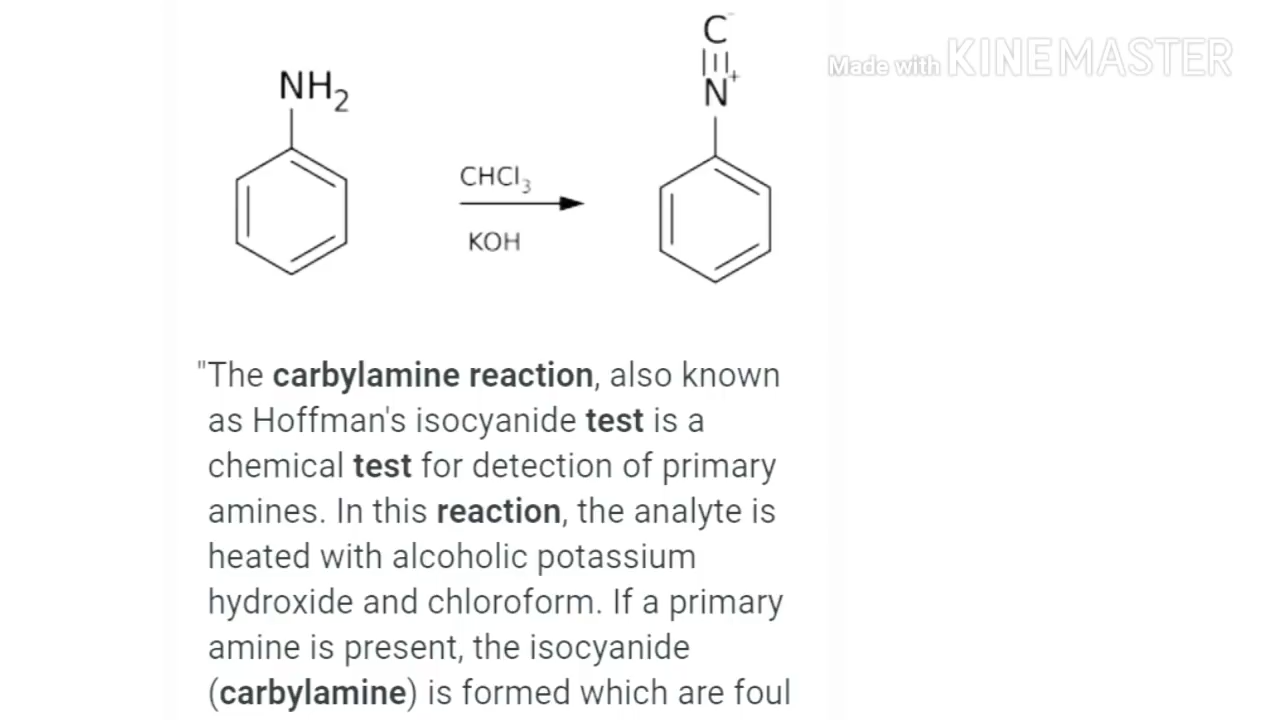 C⁻
Made with KINEMASTER
N⁺
NH₂
CHCl₃
KOH
"The carbylamine reaction, also known
as Hoffman's isocyanide test is a
chemical test for detection of primary
amines. In this reaction, the analyte is
heated with alcoholic potassium
hydroxide and chloroform. If a primary
amine is present, the isocyanide
(carbylamine) is formed which are foul